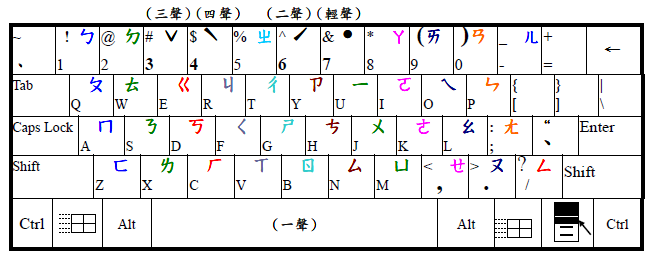 (三聲)(四聲) (二聲)(輕聲)
~ ! ㄅ @ ㄉ # ˇ $ ˋ % ㄓ ^ ˊ & ˙ * ㄚ ( ㄞ ) ㄢ _ ㄦ + ←
、 1 2 3 4 5 6 7 8 9 0 - =
Tab ㄆ ㄊ ㄍ ㄐ ㄔ ㄗ ㄧ ㄛ ㄟ ㄣ { } |
Q W E R T Y U I O P [ ] \
Caps Lock ㄇ ㄋ ㄎ ㄑ ㄕ ㄘ ㄨ ㄜ ㄠ : ㄤ “ Enter
A S D F G H J K L ; 、
Shift ㄈ ㄌ ㄏ ㄒ ㄖ ㄙ ㄩ < ㄝ > ㄡ ? ㄥ Shift
Z X C V B N M , . /
Ctrl Alt (一聲) Alt Ctrl